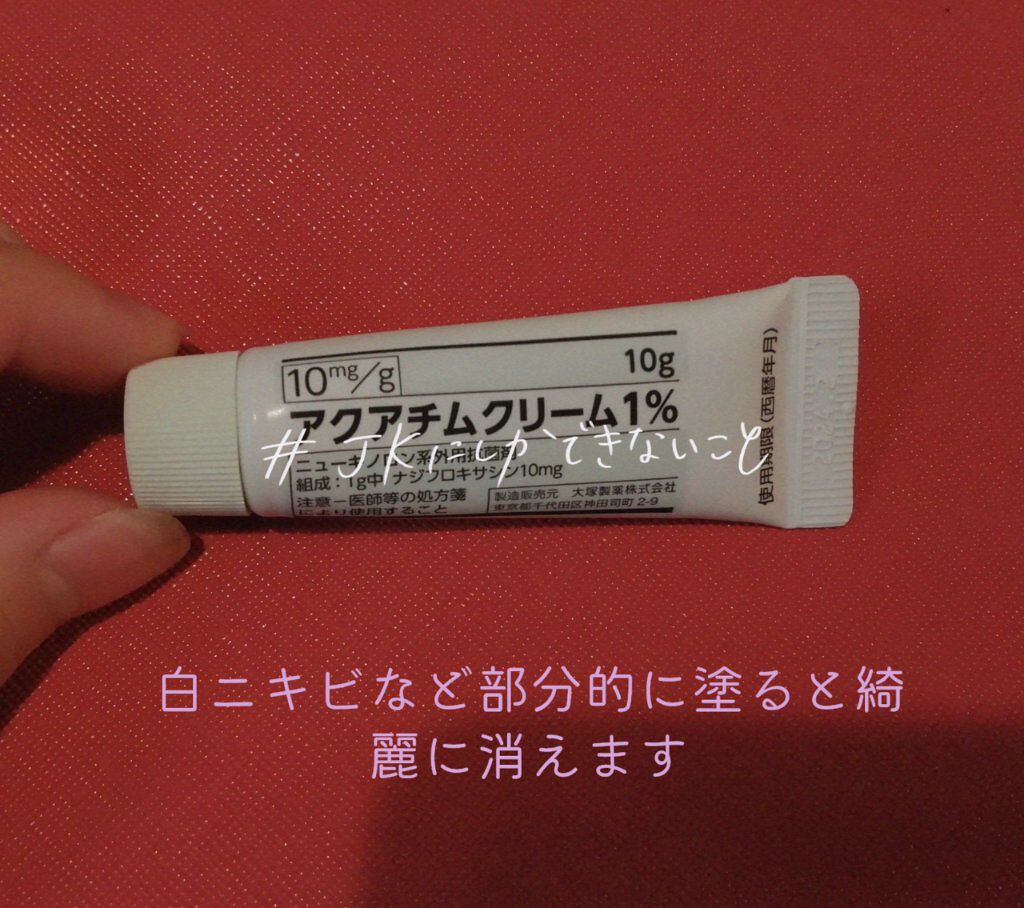 10mg/g
10g
アクアチムクリーム1%
# JKにしかできないこと
ニューキノロン系外用抗菌剤
組成:1g中 ナジフロキサシン10mg
注意-医師等の処方箋
により使用すること
製造販売元 大塚製薬株式会社
東京都千代田区神田司町2-9
使用期限(西暦年月)
2024.2
白ニキビなど部分的に塗ると綺
麗に消えます